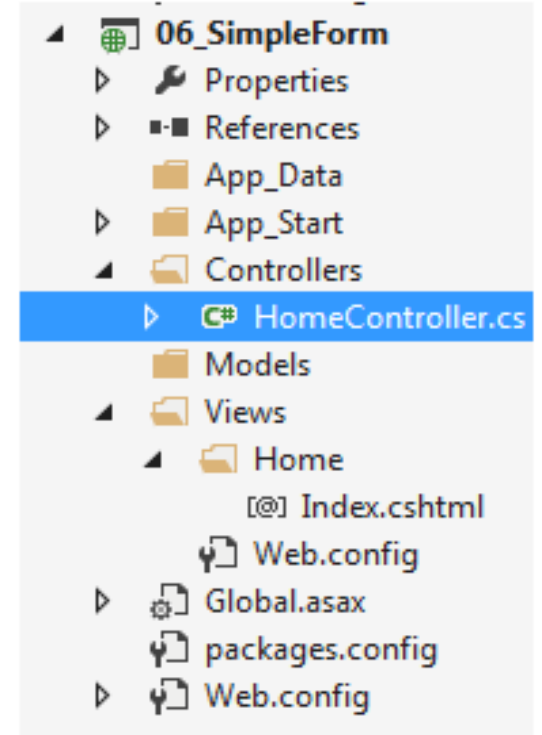 06_SimpleForm
Properties
References
App_Data
App_Start
Controllers
C# HomeController.cs
Models
Views
Home
[@] Index.cshtml
Web.config
Global.asax
packages.config
Web.config